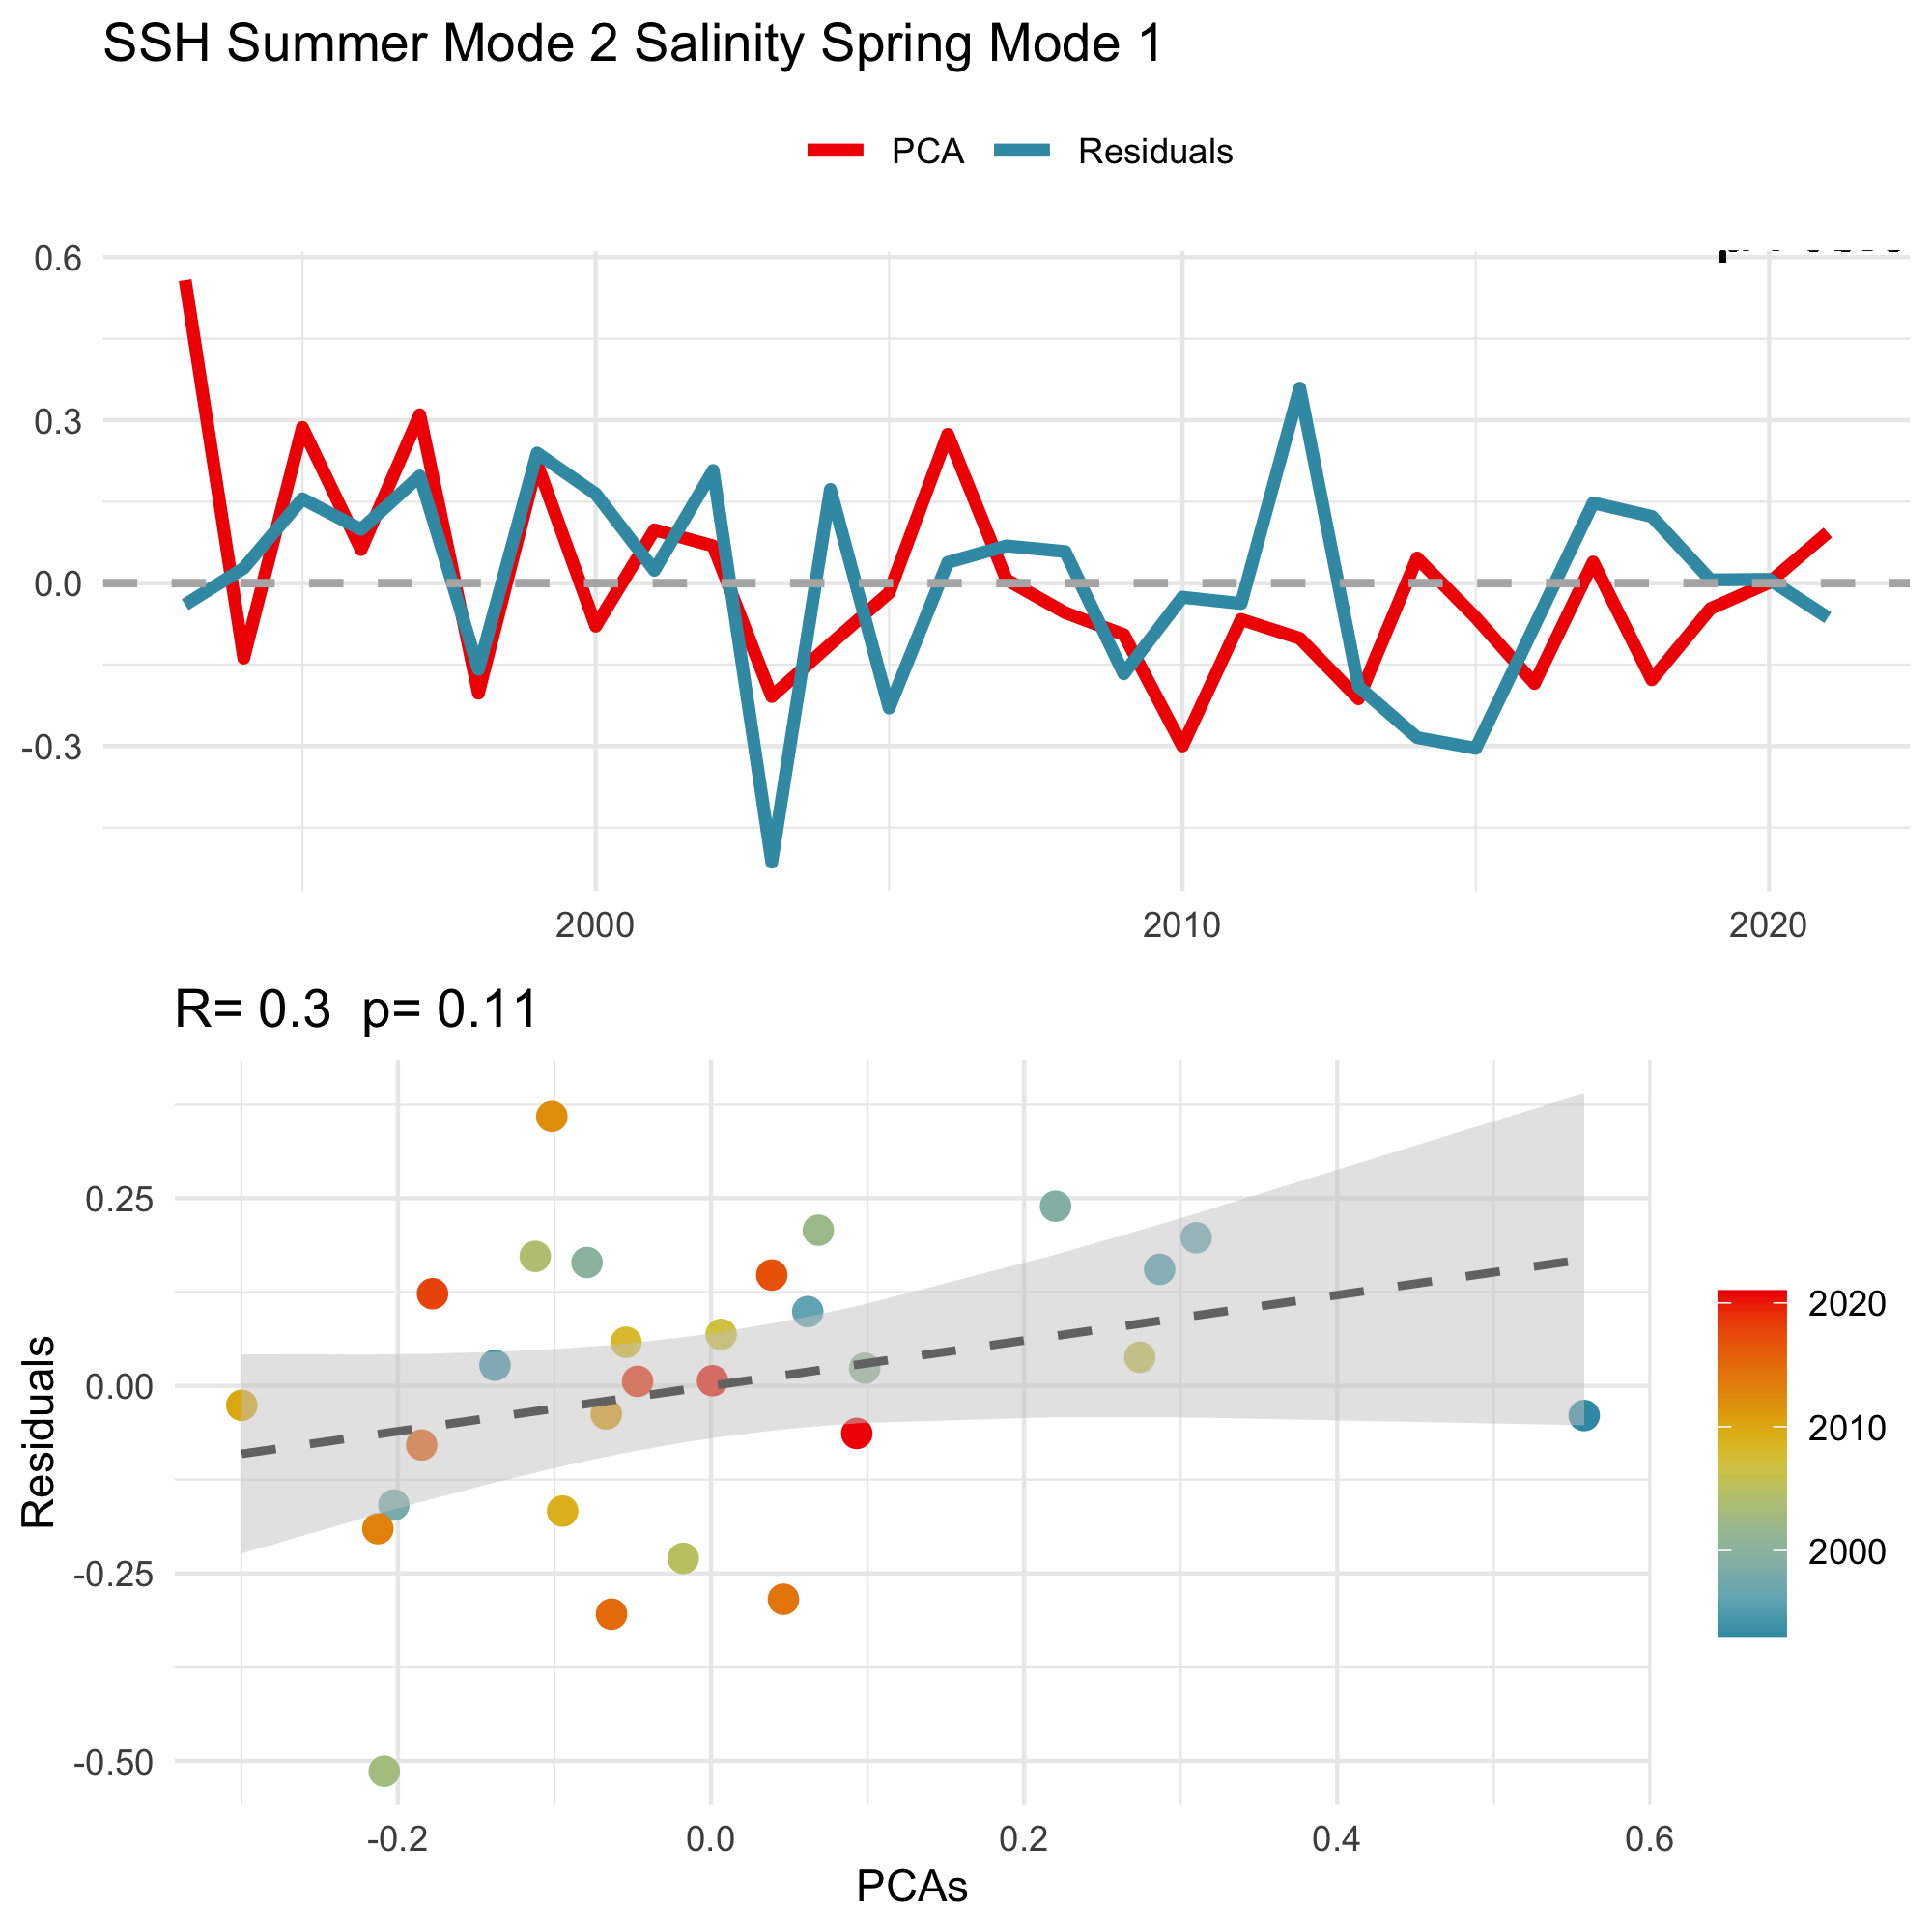 SSH Summer Mode 2 Salinity Spring Mode 1
PCA Residuals
0.6
0.3
0.0
-0.3
2000 2010 2020
R= 0.3 p= 0.11
Residuals
0.25
0.00
-0.25
-0.50
-0.2 0.0 0.2 0.4 0.6
PCAs
2020
2010
2000